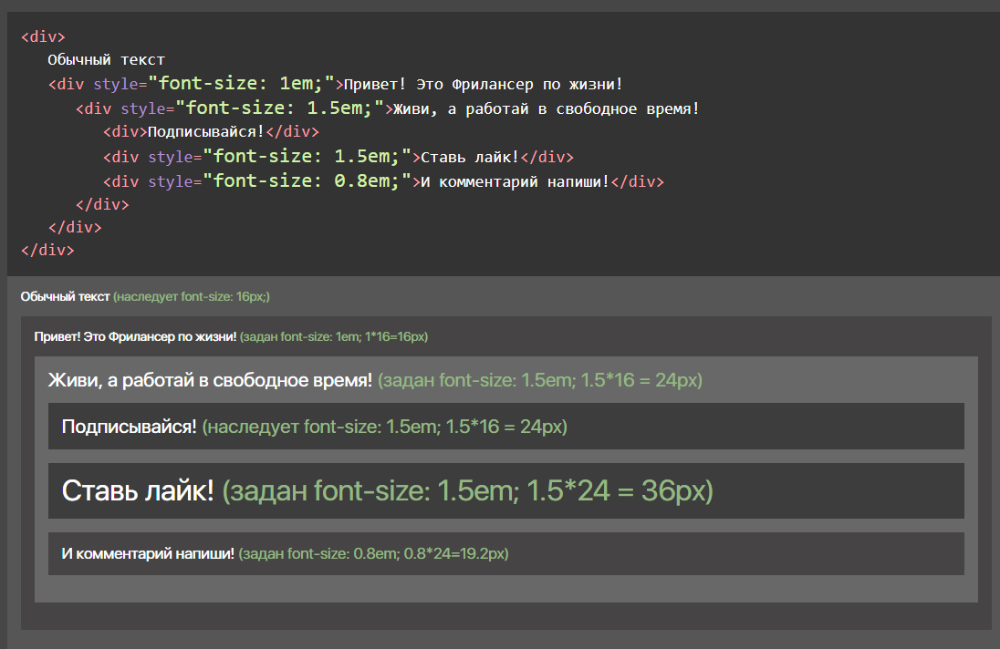 <div>
Обычный текст
<div style="font-size: 1em;">Привет! Это Фрилансер по жизни!
<div style="font-size: 1.5em;">Живи, а работай в свободное время!
<div>Подписывайся!</div>
<div style="font-size: 1.5em;">Ставь лайк!</div>
<div style="font-size: 0.8em;">И комментарий напиши!</div>
</div>
</div>
</div>
Обычный текст (наследует font-size: 16px;)
Привет! Это Фрилансер по жизни! (задан font-size: 1em; 1*16=16px)
Живи, а работай в свободное время! (задан font-size: 1.5em; 1.5*16 = 24px)
Подписывайся! (наследует font-size: 1.5em; 1.5*16 = 24px)
Ставь лайк! (задан font-size: 1.5em; 1.5*24 = 36px)
И комментарий напиши! (задан font-size: 0.8em; 0.8*24=19.2px)